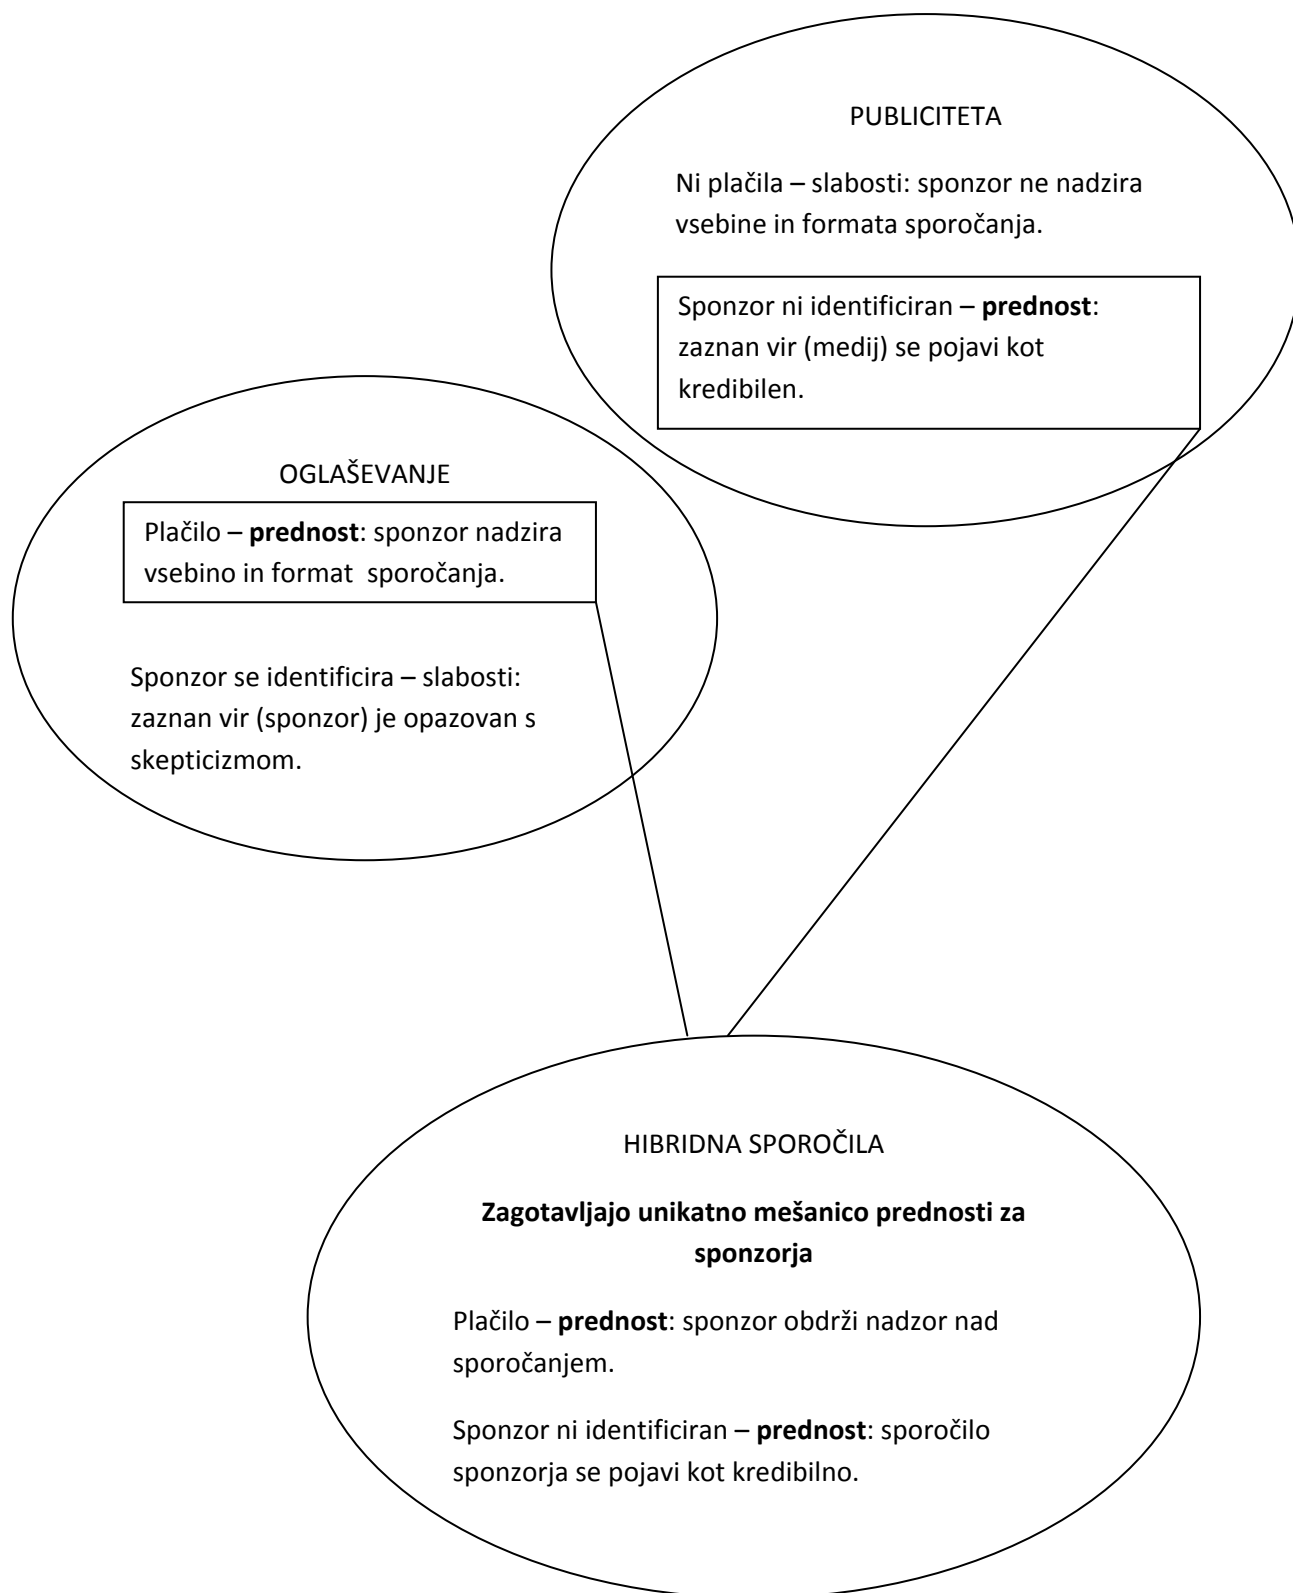 PUBLICITETA
Ni plačila – slabosti: sponzor ne nadzira
vsebine in formata sporočanja.
Sponzor ni identificiran – prednost:
zaznan vir (medij) se pojavi kot
kredibilen.
OGLAŠEVANJE
Plačilo – prednost: sponzor nadzira
vsebino in format  sporočanja.
Sponzor se identificira – slabosti:
zaznan vir (sponzor) je opazovan s
skepticizmom.
HIBRIDNA SPOROČILA
Zagotavljajo unikatno mešanico prednosti za
sponzorja
Plačilo – prednost: sponzor obdrži nadzor nad
sporočanjem.
Sponzor ni identificiran – prednost: sporočilo
sponzorja se pojavi kot kredibilno.